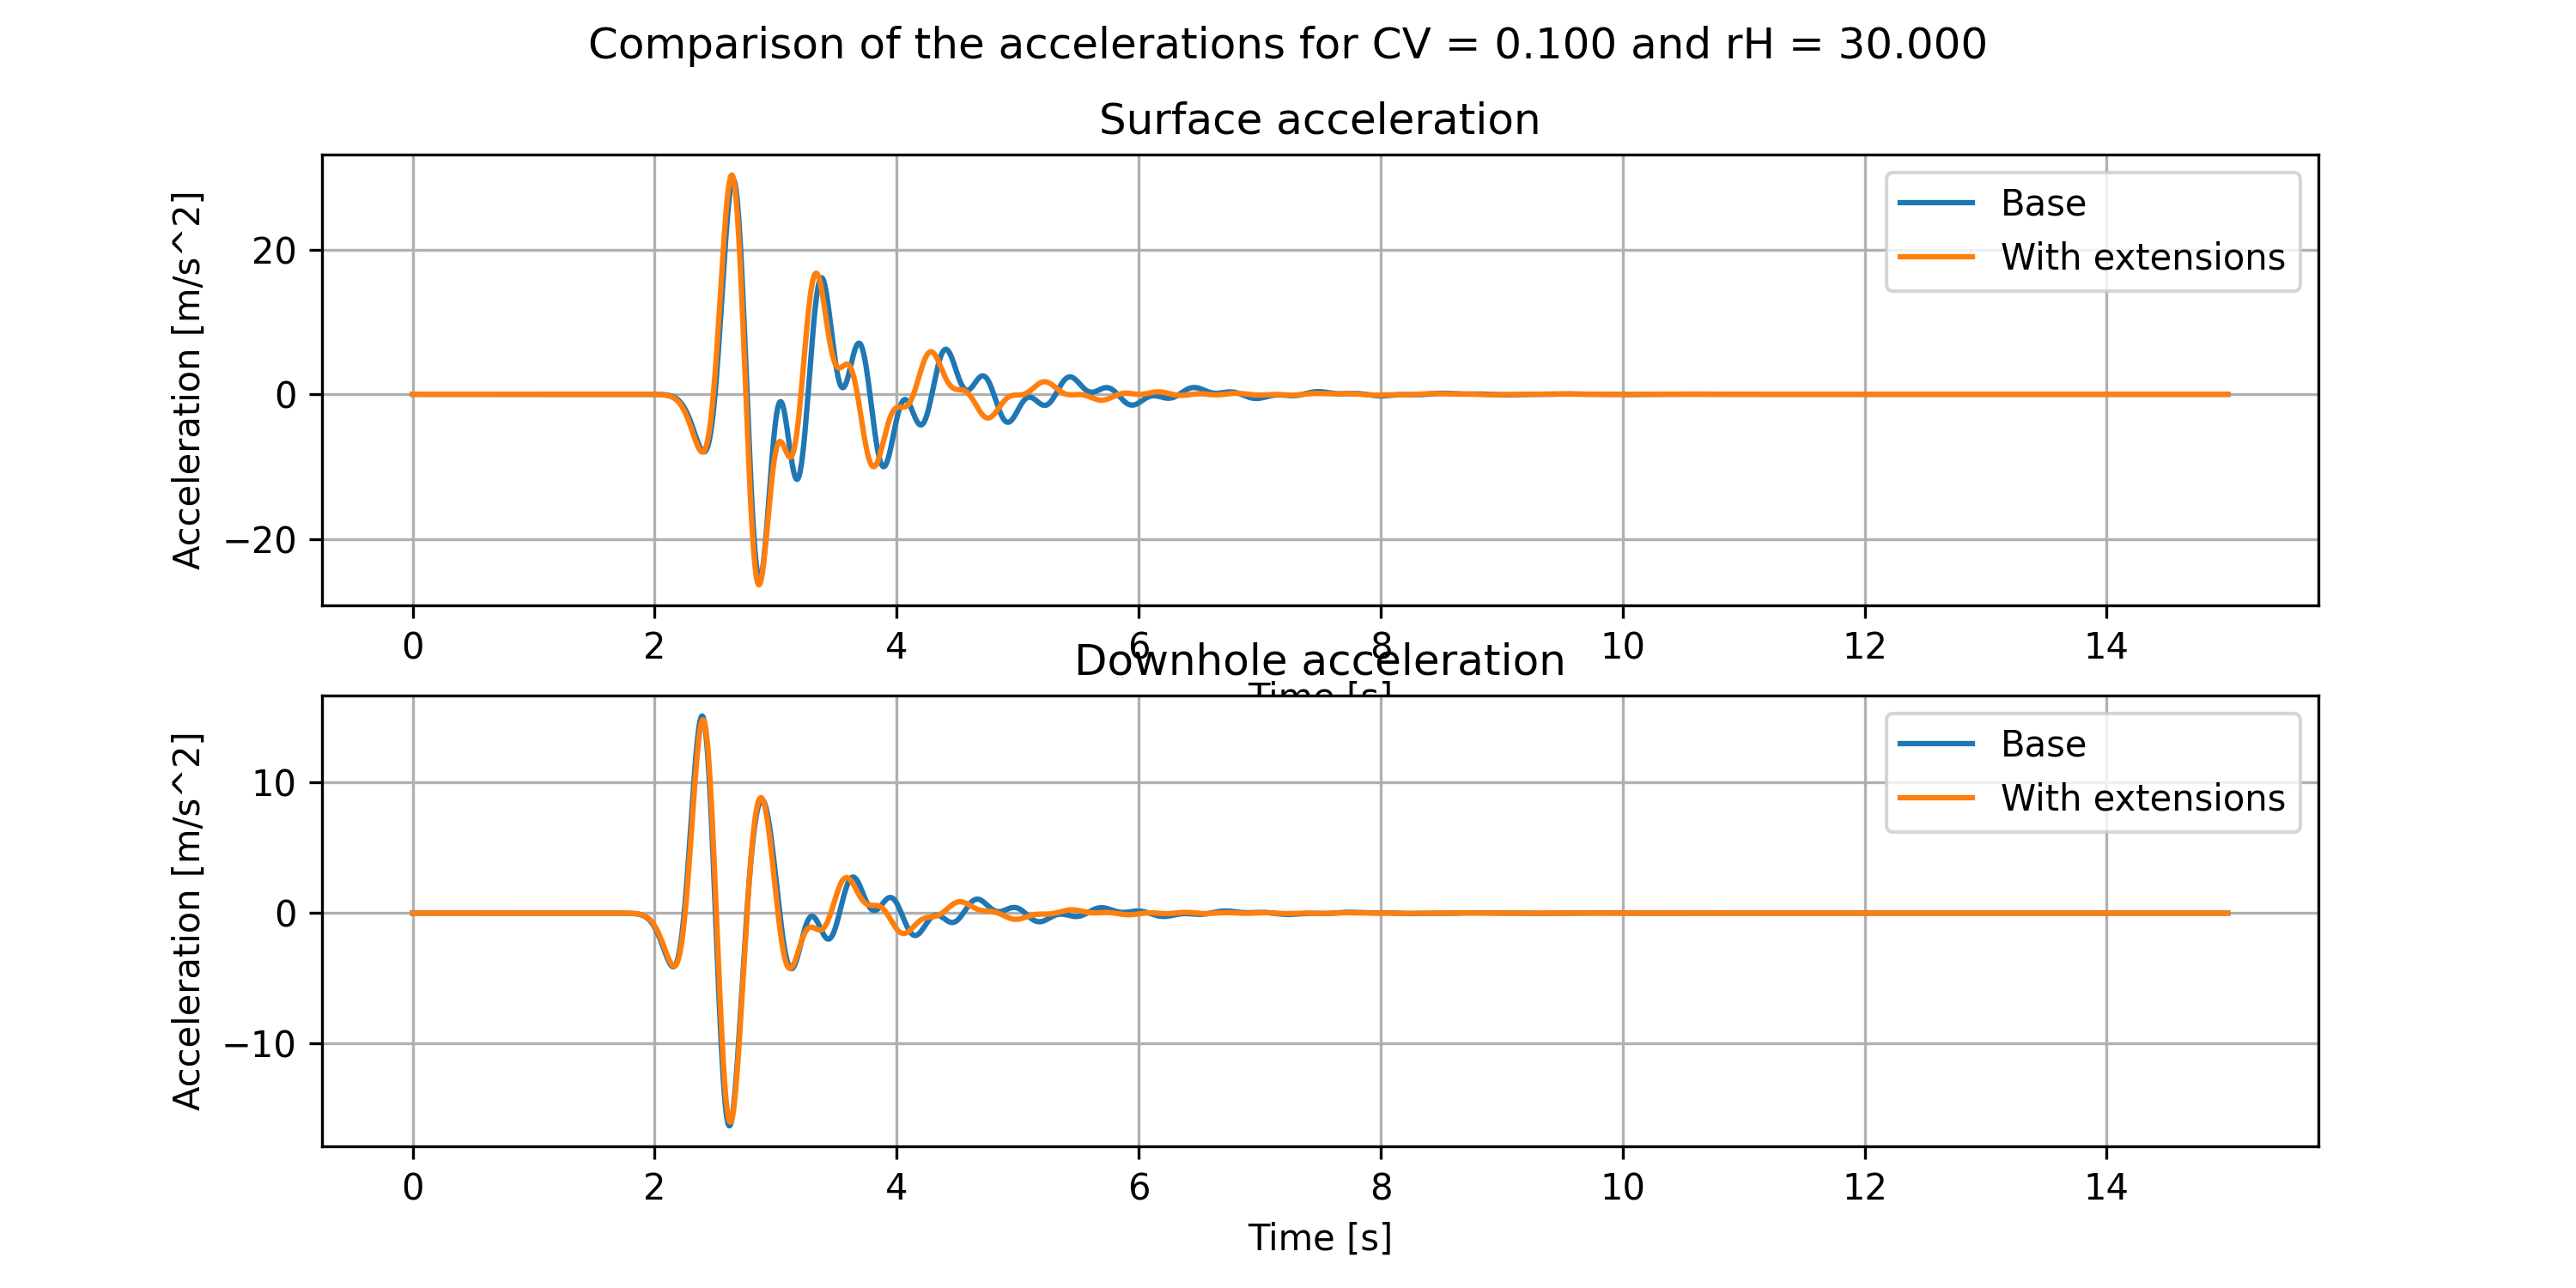 Comparison of the accelerations for CV = 0.100 and rH = 30.000
Surface acceleration
Acceleration [m/s^2]
20
0
−20
Base
With extensions
0 2 4 6 8 10 12 14
Time [s]
Downhole acceleration
Acceleration [m/s^2]
10
0
−10
Base
With extensions
0 2 4 6 8 10 12 14
Time [s]